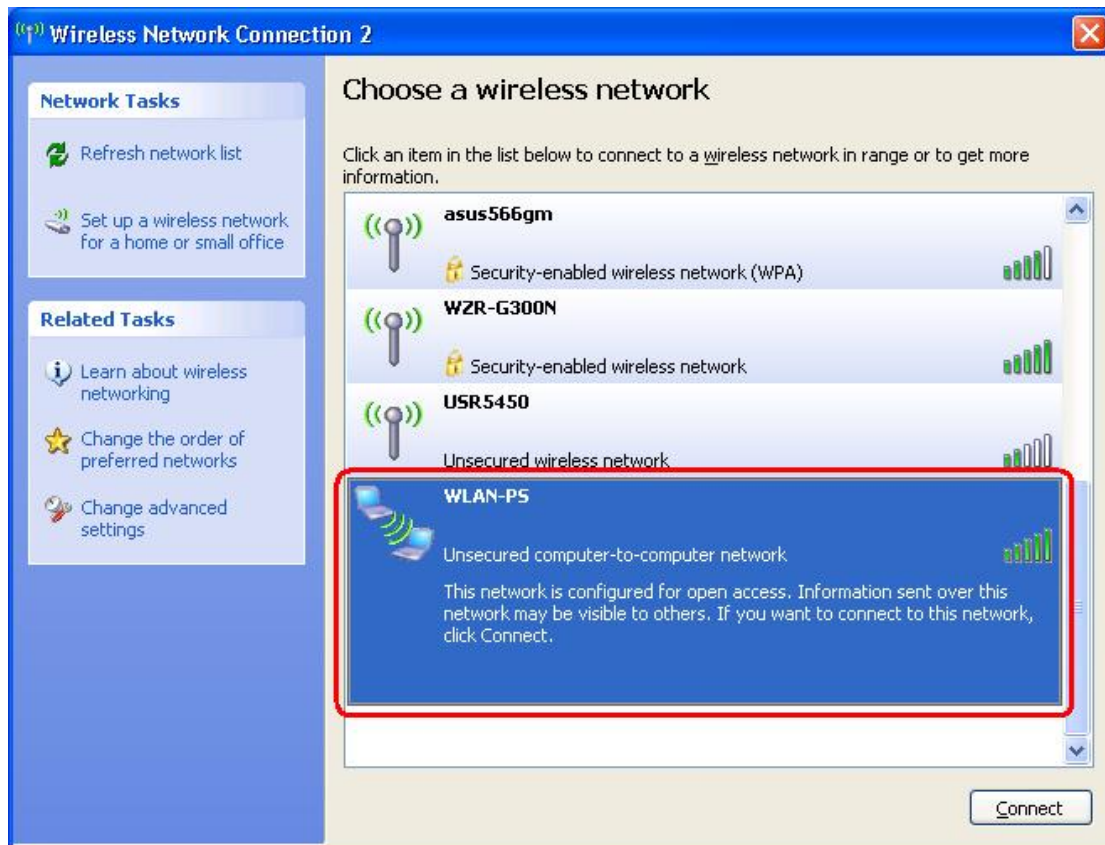 Wireless Network Connection 2
Network Tasks
Refresh network list
Set up a wireless network
for a home or small office
Related Tasks
Learn about wireless
networking
Change the order of
preferred networks
Change advanced
settings
Choose a wireless network
Click an item in the list below to connect to a wireless network in range or to get more
information.
asus566gm
Security-enabled wireless network (WPA)
WZR-G300N
Security-enabled wireless network
USR5450
Unsecured wireless network
WLAN-PS
Unsecured computer-to-computer network
This network is configured for open access. Information sent over this
network may be visible to others. If you want to connect to this network,
click Connect.
Connect